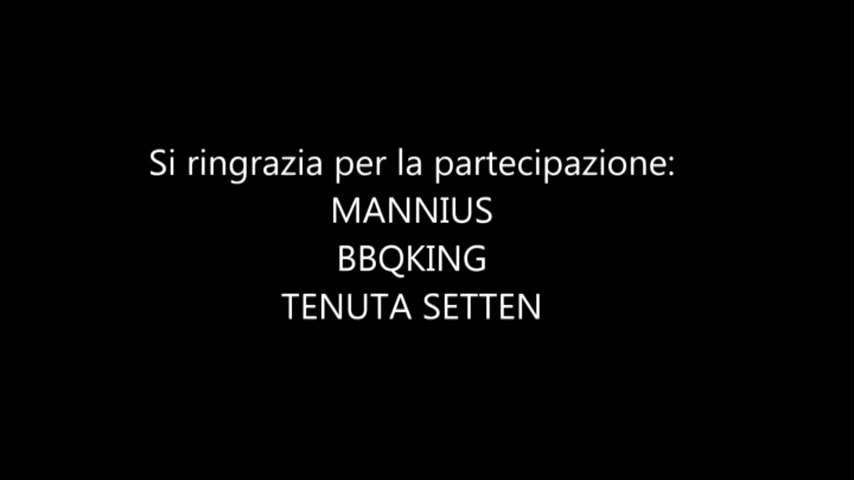 Si ringrazia per la partecipazione:
MANNIUS
BBQKING
TENUTA SETTEN